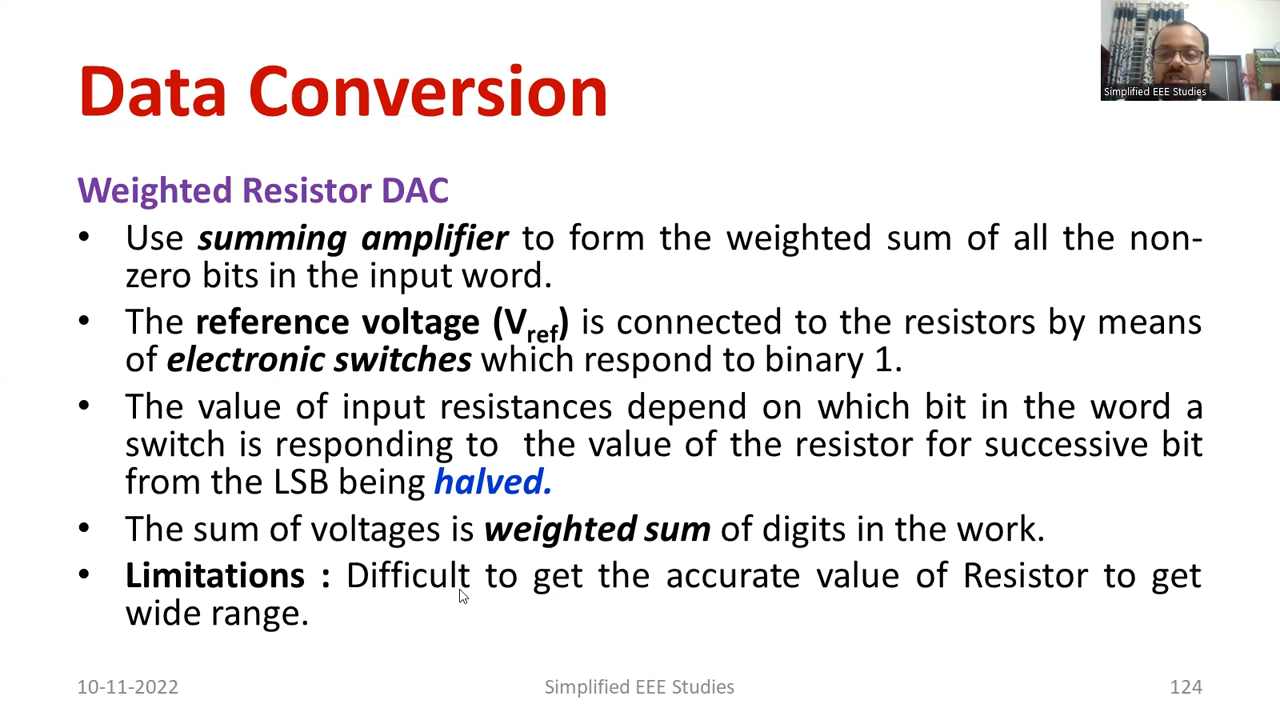 Data Conversion
Simplified EEE Studies
Weighted Resistor DAC
• Use summing amplifier to form the weighted sum of all the non-
zero bits in the input word.
• The reference voltage (Vref) is connected to the resistors by means
of electronic switches which respond to binary 1.
• The value of input resistances depend on which bit in the word a
switch is responding to the value of the resistor for successive bit
from the LSB being halved.
• The sum of voltages is weighted sum of digits in the work.
• Limitations : Difficult to get the accurate value of Resistor to get
wide range.
10-11-2022
Simplified EEE Studies
124